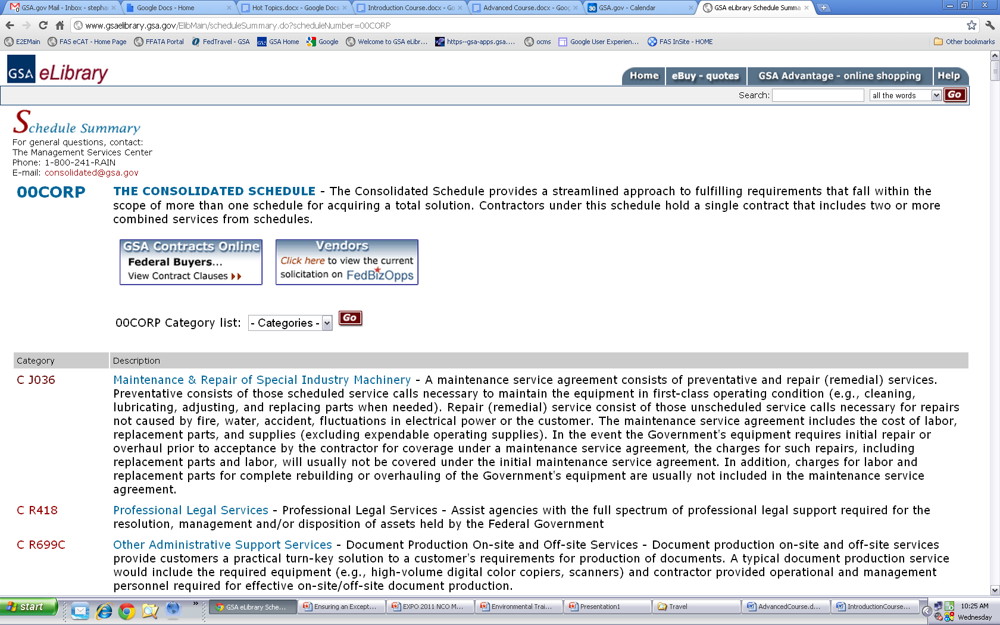 GSA.gov Mail - Inbox - stephan
Google Docs - Home
Hot Topics.docx - Google Docs
Introduction Course.docx - Go
Advanced Course.docx - Goog
30
GSA.gov - Calendar
GSA eLibrary Schedule Summa
www.gsaelibrary.gsa.gov/ElibMain/scheduleSummary.do?scheduleNumber=00CORP
E2EMain
FAS eCAT - Home Page
FFATA Portal
FedTravel - GSA
GSA Home
Google
Welcome to GSA eLibr...
https--gsa-apps.gsa....
ocms
Google User Experien...
FAS InSite - HOME
Other bookmarks
GSA eLibrary
Home
eBuy - quotes
GSA Advantage - online shopping
Help
Search:
all the words
Go
Schedule Summary
For general questions, contact:
The Management Services Center
Phone: 1-800-241-RAIN
E-mail: consolidated@gsa.gov
00CORP
THE CONSOLIDATED SCHEDULE - The Consolidated Schedule provides a streamlined approach to fulfilling requirements that fall within the
scope of more than one schedule for acquiring a total solution. Contractors under this schedule hold a single contract that includes two or more
combined services from schedules.
GSA Contracts Online
Federal Buyers...
View Contract Clauses
Vendors
Click here to view the current
solicitation on FedBizOpps
00CORP Category list:
- Categories -
Go
Category
Description
C J036
Maintenance & Repair of Special Industry Machinery - A maintenance service agreement consists of preventative and repair (remedial) services.
Preventative consists of those scheduled service calls necessary to maintain the equipment in first-class operating condition (e.g., cleaning,
lubricating, adjusting, and replacing parts when needed). Repair (remedial) service consist of those unscheduled service calls necessary for repairs
not caused by fire, water, accident, fluctuations in electrical power or the customer. The maintenance service agreement includes the cost of labor,
replacement parts, and supplies (excluding expendable operating supplies). In the event the Government's equipment requires initial repair or
overhaul prior to acceptance by the contractor for coverage under a maintenance service agreement, the charges for such repairs, including
replacement parts and labor, will usually not be covered under the initial maintenance service agreement. In addition, charges for labor and
replacement parts for complete rebuilding or overhauling of the Government's equipment are usually not included in the maintenance service
agreement.
C R418
Professional Legal Services - Professional Legal Services - Assist agencies with the full spectrum of professional legal support required for the
resolution, management and/or disposition of assets held by the Federal Government
C R699C
Other Administrative Support Services - Document Production On-site and Off-site Services - Document production on-site and off-site services
provide customers a practical turn-key solution to a customer's requirements for production of documents. A typical document production service
would include the required equipment (e.g., high-volume digital color copiers, scanners) and contractor provided operational and management
personnel required for effective on-site/off-site document production.
start
GSA eLibrary Sche...
Ensuring an Except...
EXPO 2011 NCO M...
Environmental Trai...
Presentation1
Travel
AdvancedCourse.d...
IntroductionCourse...
10:25 AM
Wednesday